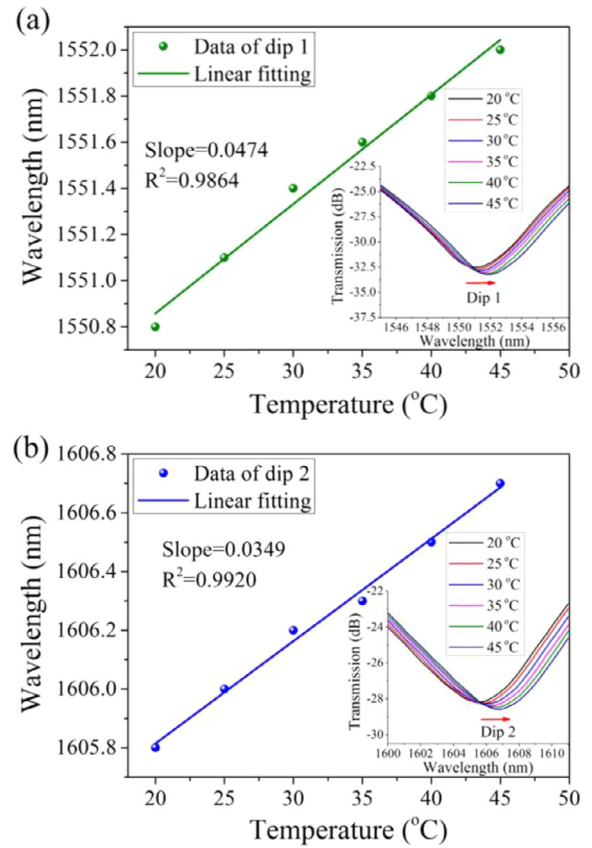 (a)
1552.0
1551.8
1551.6
1551.4
1551.2
1551.0
1550.8
Wavelength (nm)
Data of dip 1
Linear fitting
Slope=0.0474
R²=0.9864
20 °C
25 °C
30 °C
35 °C
40 °C
45 °C
-22.5
-25.0
-27.5
-30.0
-32.5
-35.0
-37.5
Transmission (dB)
Dip 1
1546 1548 1550 1552 1554 1556
Wavelength (nm)
20 25 30 35 40 45 50
Temperature (°C)
(b)
1606.8
1606.6
1606.4
1606.2
1606.0
1605.8
Wavelength (nm)
Data of dip 2
Linear fitting
Slope=0.0349
R²=0.9920
20 °C
25 °C
30 °C
35 °C
40 °C
45 °C
-22
-24
-26
-28
-30
Transmission (dB)
Dip 2
1600 1602 1604 1606 1608 1610
Wavelength (nm)
20 25 30 35 40 45 50
Temperature (°C)